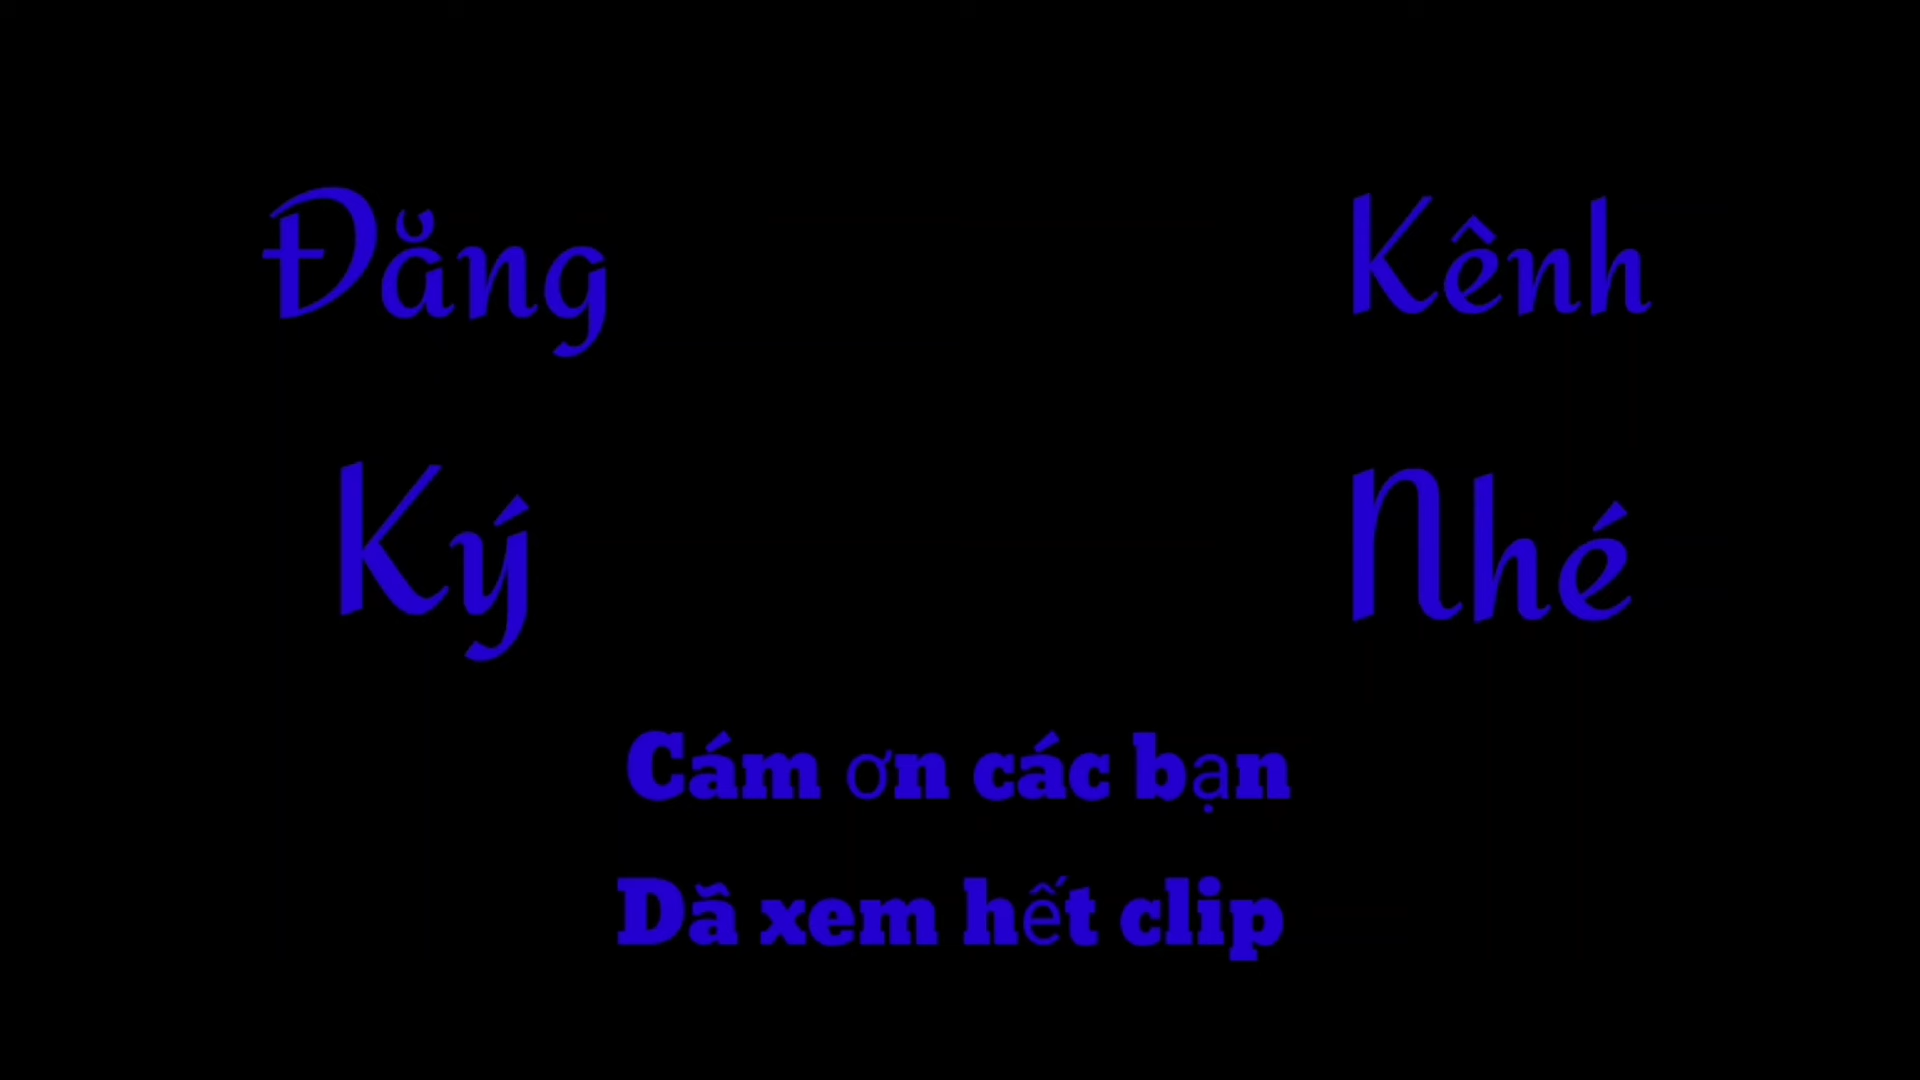 Đăng
Ký
Kênh
Nhé
Cám ơn các bạn
Dã xem hết clip